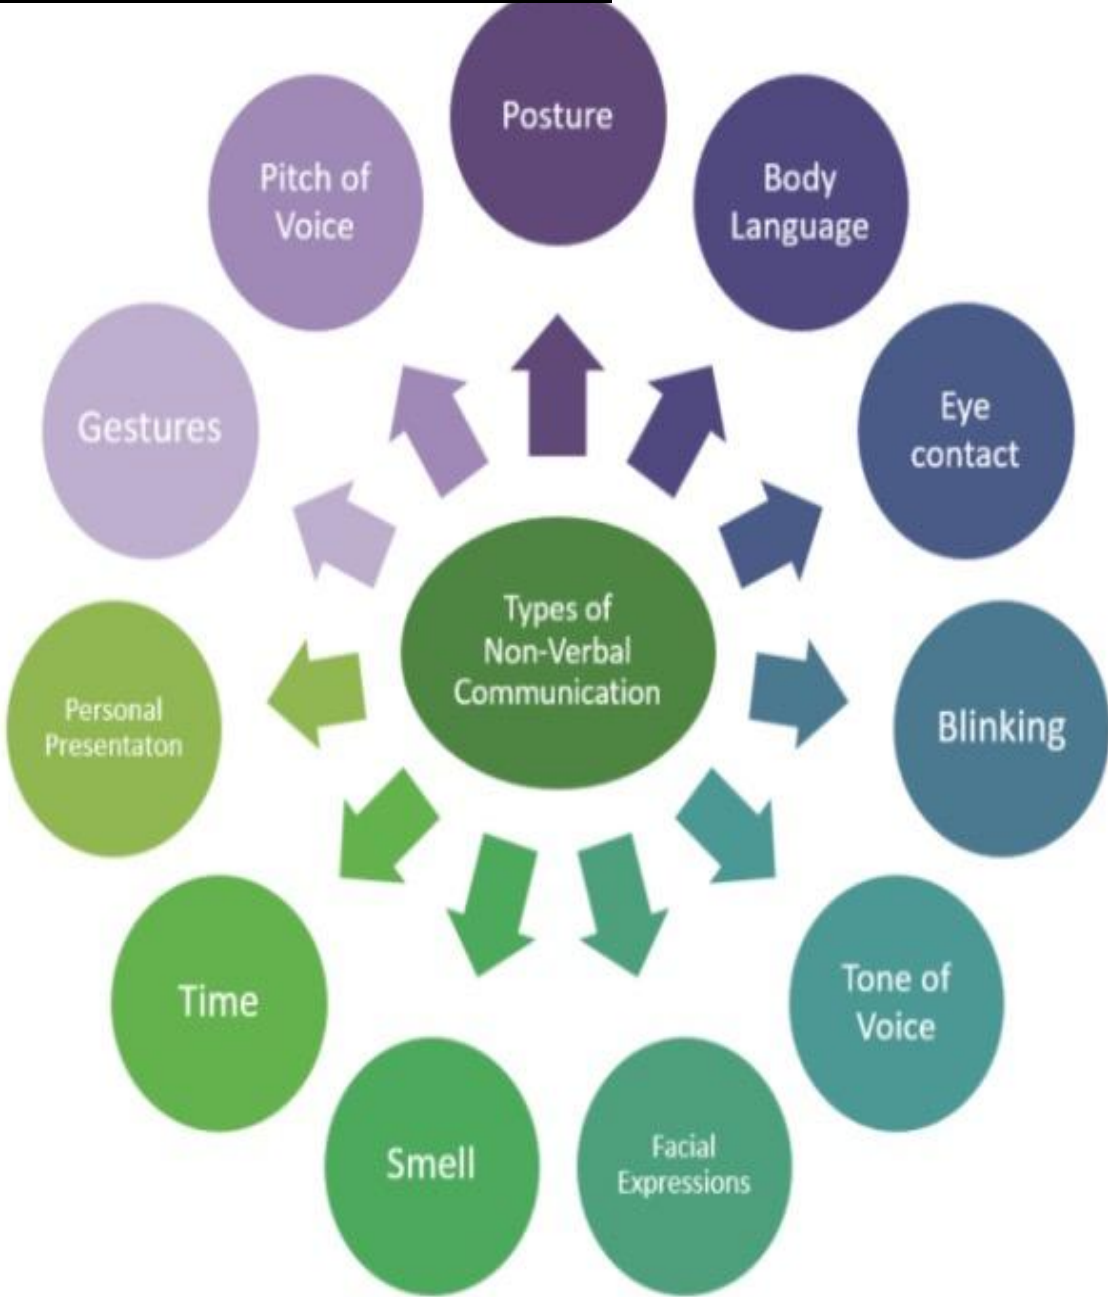 Posture
Body
Language
Eye
contact
Blinking
Tone of
Voice
Facial
Expressions
Smell
Time
Personal
Presentaton
Gestures
Pitch of
Voice
Types of
Non-Verbal
Communication